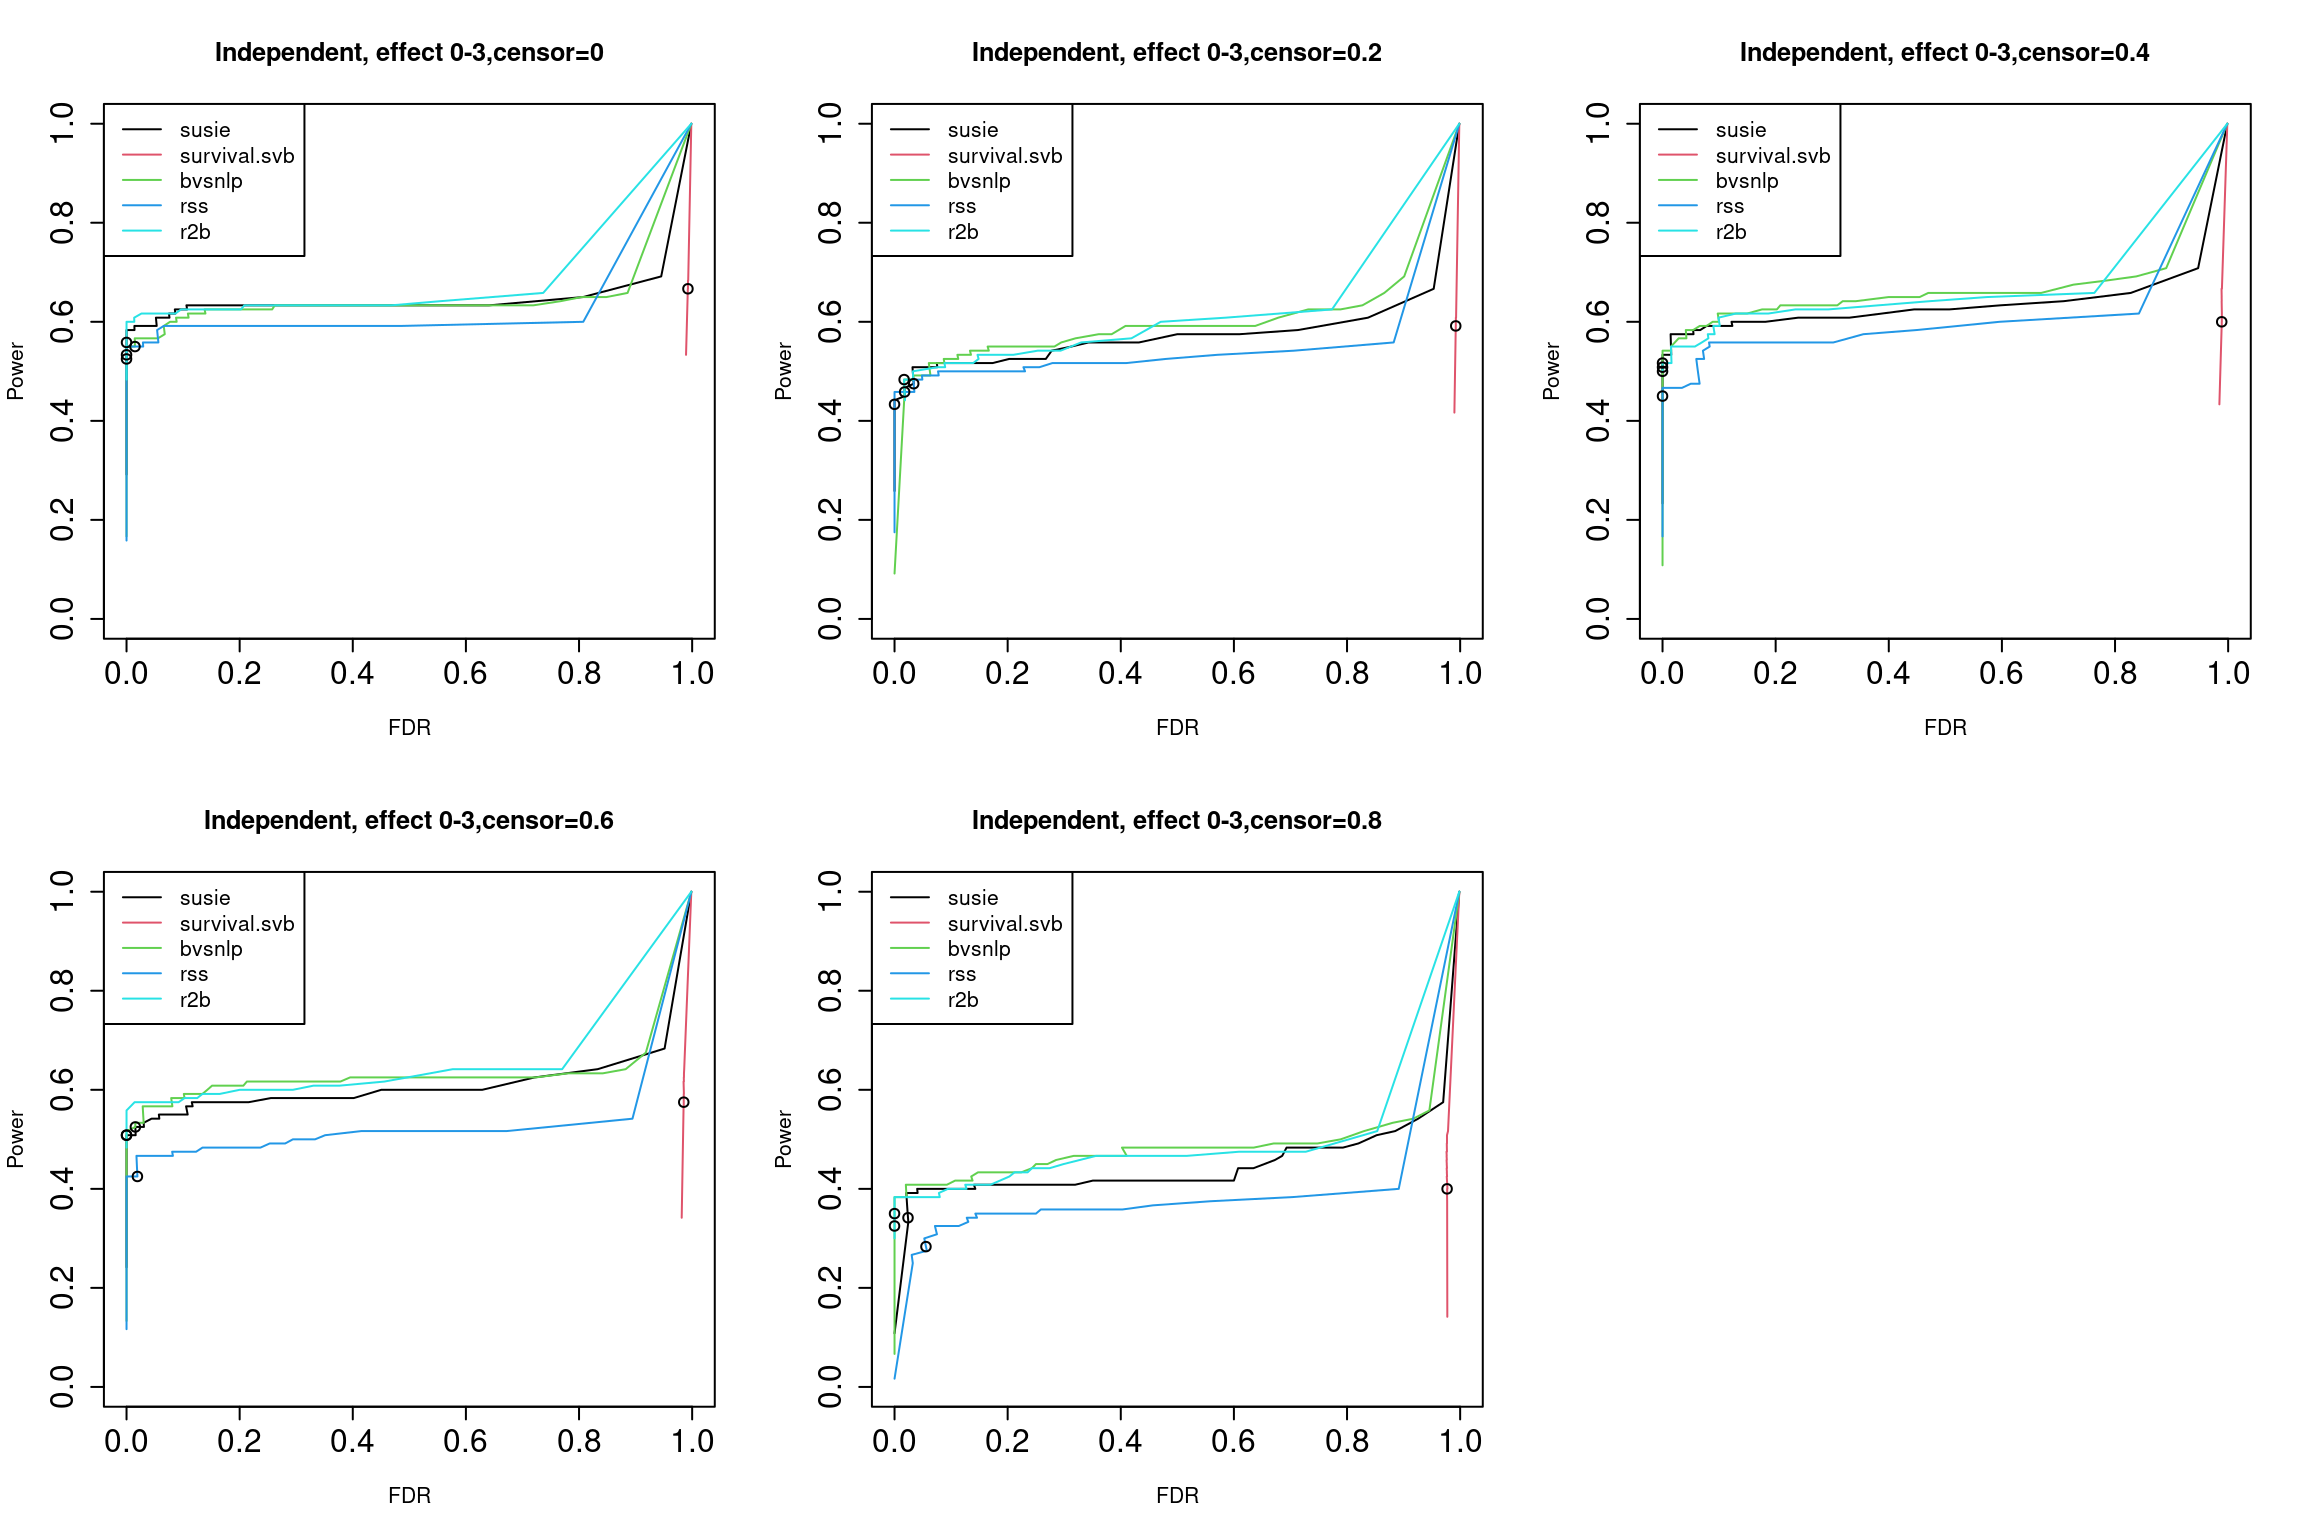 Independent, effect 0-3,censor=0
susie
survival.svb
bvsnlp
rss
r2b
Power
1.0
0.8
0.6
0.4
0.2
0.0
0.0 0.2 0.4 0.6 0.8 1.0
FDR
Independent, effect 0-3,censor=0.2
susie
survival.svb
bvsnlp
rss
r2b
Power
1.0
0.8
0.6
0.4
0.2
0.0
0.0 0.2 0.4 0.6 0.8 1.0
FDR
Independent, effect 0-3,censor=0.4
susie
survival.svb
bvsnlp
rss
r2b
Power
1.0
0.8
0.6
0.4
0.2
0.0
0.0 0.2 0.4 0.6 0.8 1.0
FDR
Independent, effect 0-3,censor=0.6
susie
survival.svb
bvsnlp
rss
r2b
Power
1.0
0.8
0.6
0.4
0.2
0.0
0.0 0.2 0.4 0.6 0.8 1.0
FDR
Independent, effect 0-3,censor=0.8
susie
survival.svb
bvsnlp
rss
r2b
Power
1.0
0.8
0.6
0.4
0.2
0.0
0.0 0.2 0.4 0.6 0.8 1.0
FDR